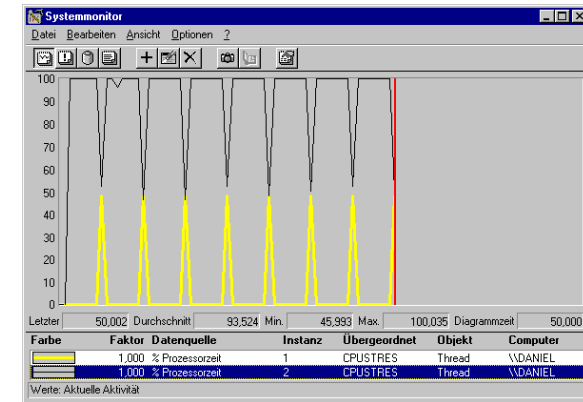 Systemmonitor
Datei Bearbeiten Ansicht Optionen ?
100
90
80
70
60
50
40
30
20
10
0
Letzter 50,002 Durchschnitt 93,524 Min. 45,993 Max. 100,035 Diagrammzeit 50,000
Farbe Faktor Datenquelle Instanz Übergeordnet Objekt Computer
1,000 % Prozessorzeit 1 CPUSTRES Thread \\DANIEL
1,000 % Prozessorzeit 2 CPUSTRES Thread \\DANIEL
Werte: Aktuelle Aktivität